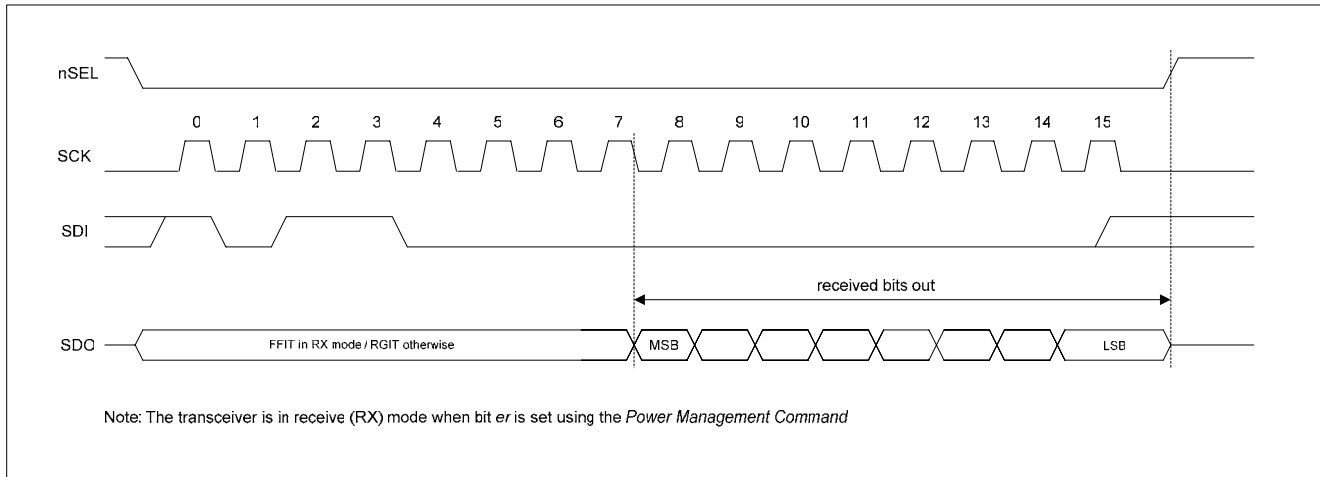 nSEL
0 1 2 3 4 5 6 7 8 9 10 11 12 13 14 15
SCK
SDI
received bits out
SDO FFIT in RX mode / RGIT otherwise MSB LSB
Note: The transceiver is in receive (RX) mode when bit er is set using the Power Management Command